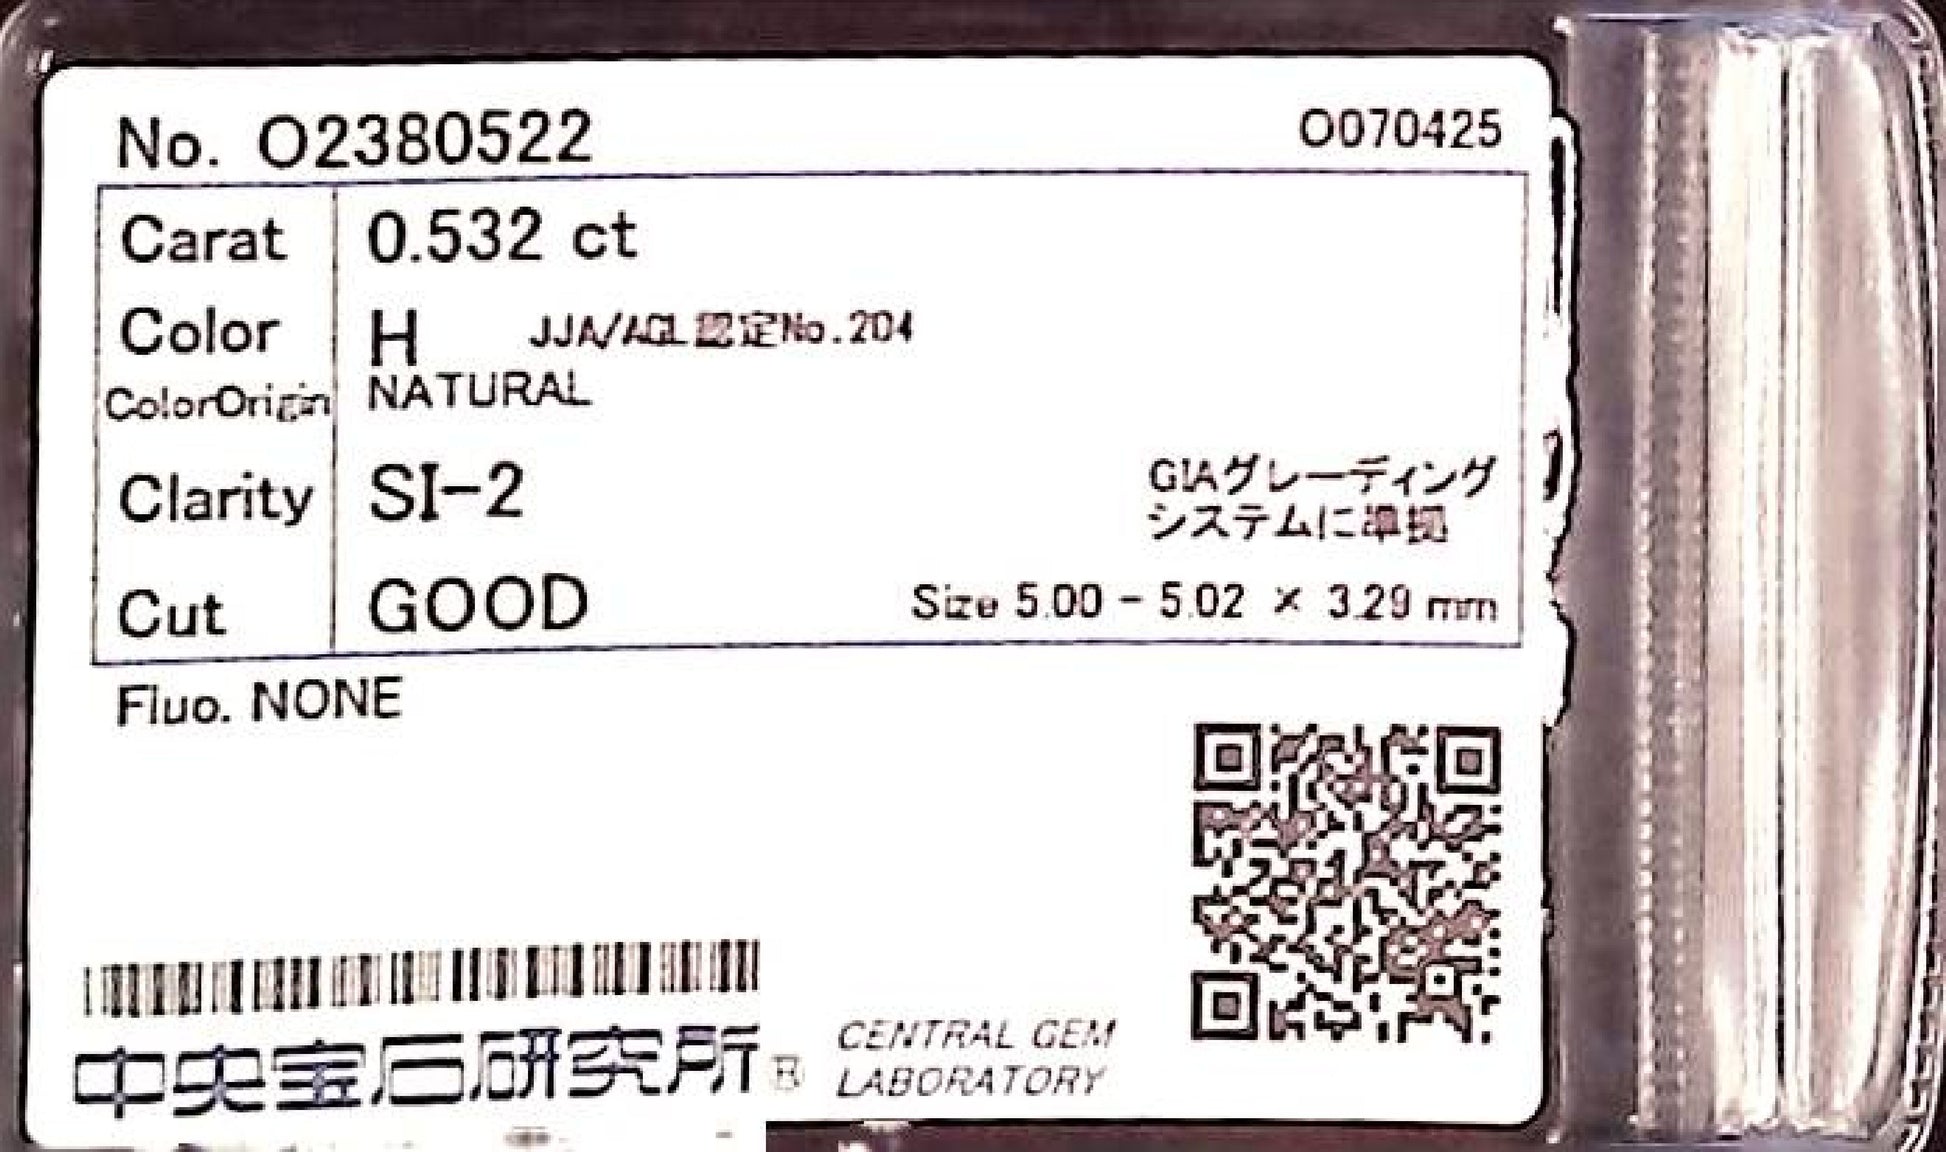 No. O2380522
O070425
Carat 0.532 ct
Color H JJA/AGL認定No.204
ColorOrigin NATURAL
Clarity SI-2
GIAグレーディング
システムに準拠
Cut GOOD
Size 5.00 - 5.02 × 3.29 mm
Fluo. NONE
中央宝石研究所®
CENTRAL GEM
LABORATORY